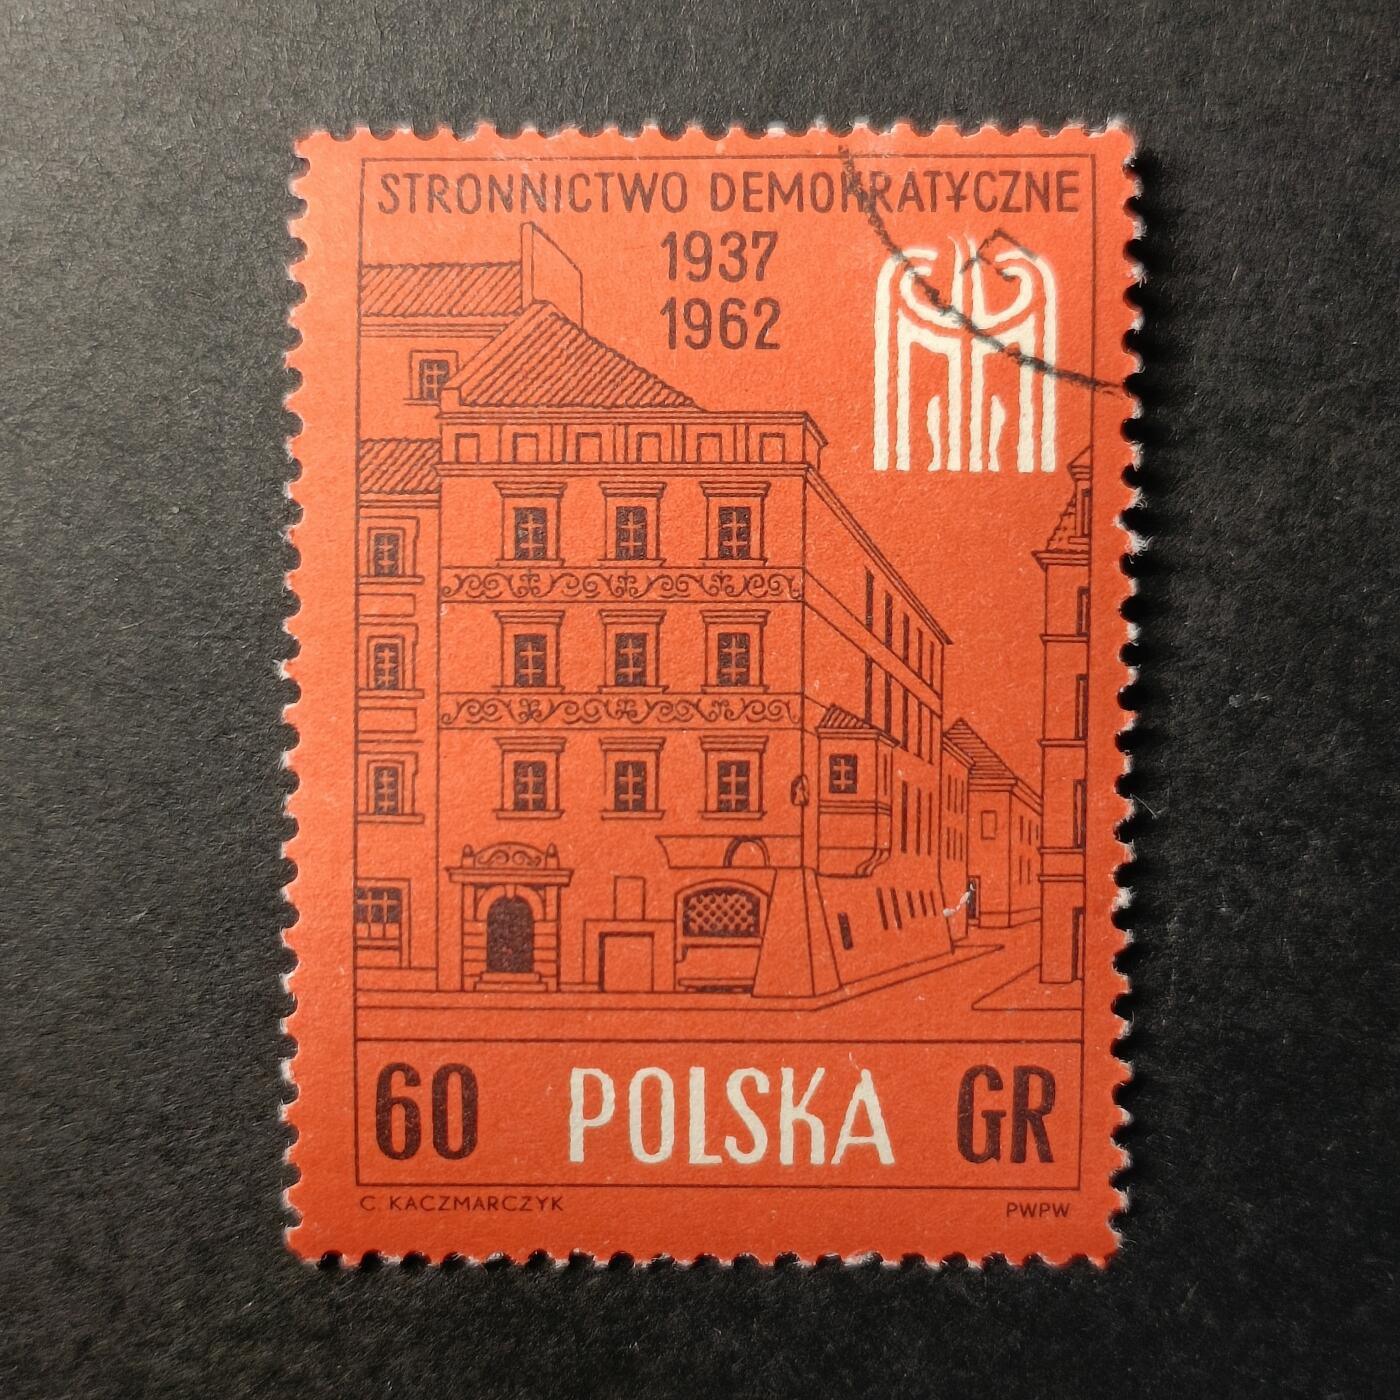 STRONNICTWO DEMOKRATYCZNE
1937
1962
60 POLSKA GR
C. KACZMARCZYK PWPW